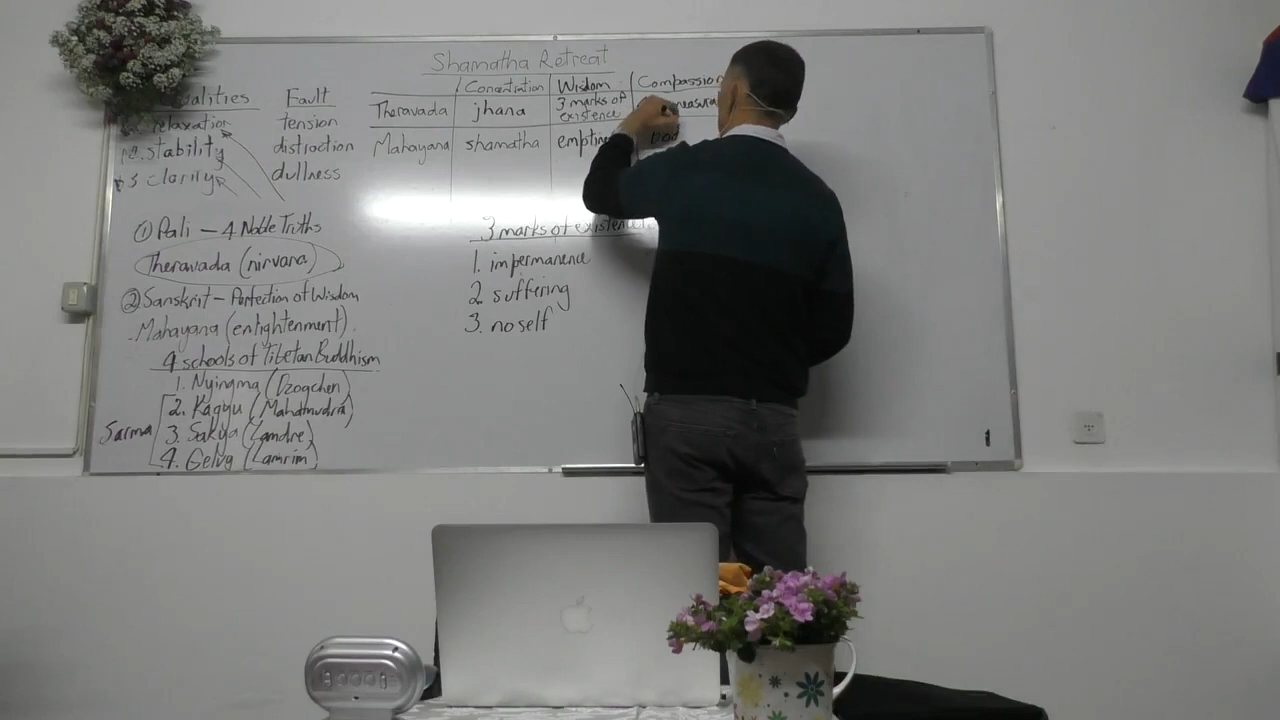 Shamatha Retreat
Concentration Wisdom Compassion
Theravada jhana 3 marks of existence
Mahayana shamatha
Fault
1. relaxation tension
2. stability distraction
3 clarity dullness
① Pali — 4 Noble Truths
Theravada (nirvana)
② Sanskrit — Perfection of Wisdom
Mahayana (enlightenment)
4 schools of Tibetan Buddhism
1. Nyingma (Dzogchen)
2. Kagyu (Mahamudra)
Sarma 3. Sakya (Lamdre)
4. Gelug (Lamrim)
3 marks of existence
1. impermanence
2. suffering
3. no self